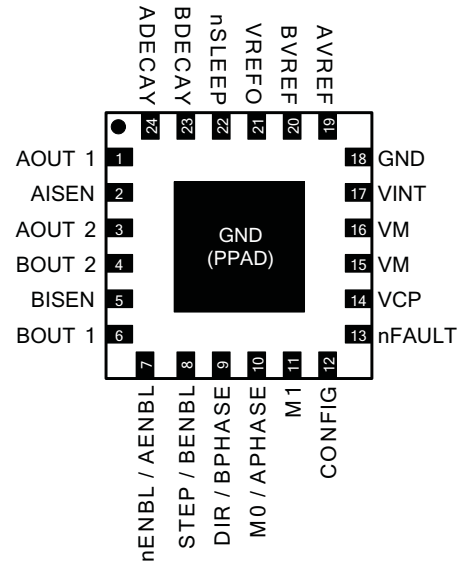 ADECAY
BDECAY
nSLEEP
VREFO
BVREF
AVREF
24
23
22
21
20
19
AOUT 1
1
18
GND
AISEN
2
17
VINT
AOUT 2
3
16
VM
BOUT 2
4
15
VM
BISEN
5
14
VCP
BOUT 1
6
13
nFAULT
GND
(PPAD)
7
8
9
10
11
12
nENBL / AENBL
STEP / BENBL
DIR / BPHASE
M0 / APHASE
M1
CONFIG